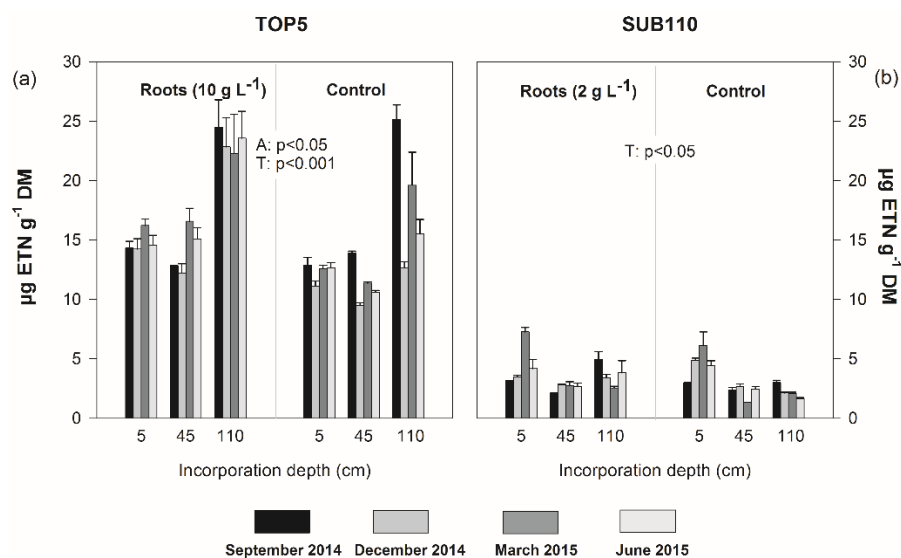 TOP5 SUB110
(a) (b)
Roots (10 g L⁻¹) Control Roots (2 g L⁻¹) Control
A: p<0.05
T: p<0.001
T: p<0.05
µg ETN g⁻¹ DM
30
25
20
15
10
5
0
30
25
20
15
10
5
0
µg ETN g⁻¹ DM
5 45 110 5 45 110 5 45 110 5 45 110
Incorporation depth (cm) Incorporation depth (cm)
September 2014 December 2014 March 2015 June 2015